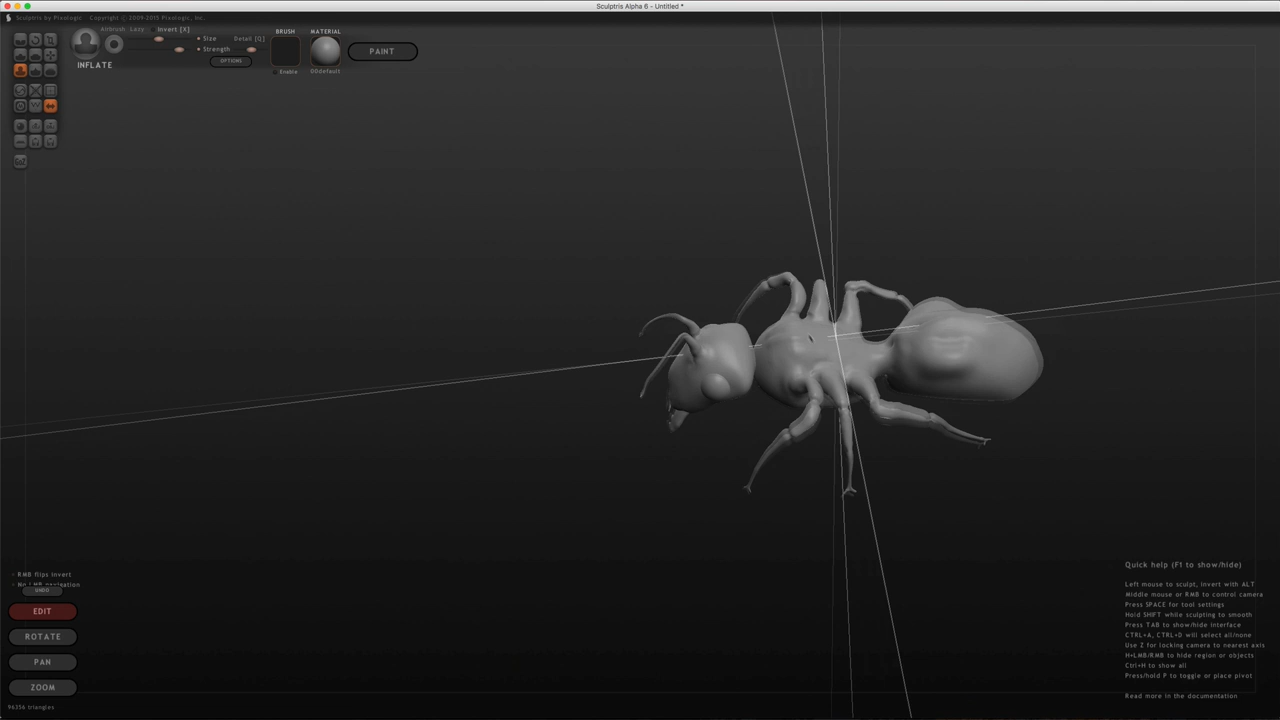 Sculptris Alpha 6 - Untitled *
Sculptris by Pixologic Copyright © 2009-2015 Pixologic, Inc.
Airbrush Lazy Invert [X]
Size Detail [Q]
Strength
OPTIONS
INFLATE
BRUSH
Enable
MATERIAL
00default
PAINT
GoZ
RMB flips invert
UNDO
EDIT
ROTATE
PAN
ZOOM
96356 triangles
Quick help (F1 to show/hide)
Left mouse to sculpt, invert with ALT
Middle mouse or RMB to control camera
Press SPACE for tool settings
Hold SHIFT while sculpting to smooth
Press TAB to show/hide interface
CTRL+A, CTRL+D will select all/none
Use Z for locking camera to nearest axis
H+LMB/RMB to hide region or objects
Ctrl+H to show all
Press/hold P to toggle or place pivot
Read more in the documentation